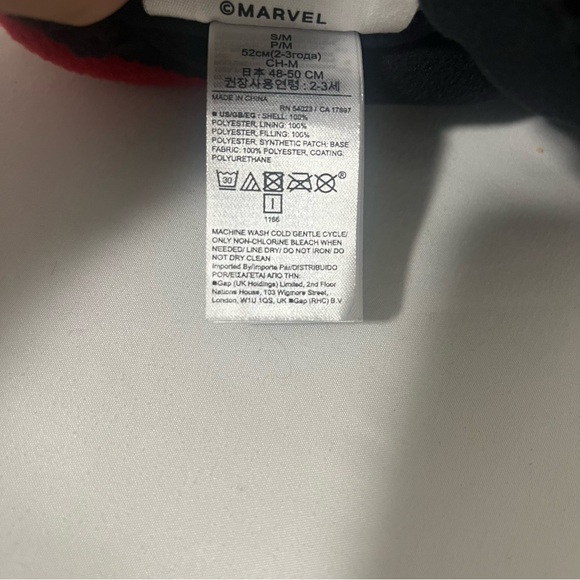 ©MARVEL
S/M
P/M
52см(2-3года)
CH-M
日本 48-50 CM
권장사용연령: 2-3세
MADE IN CHINA
RN 54023 / CA 17897
■ US/GB/EG : SHELL: 100%
POLYESTER, LINING: 100%
POLYESTER, FILLING: 100%
POLYESTER, SYNTHETIC PATCH: BASE
FABRIC: 100% POLYESTER, COATING:
POLYURETHANE
30
1166
MACHINE WASH COLD GENTLE CYCLE/
ONLY NON-CHLORINE BLEACH WHEN
NEEDED/ LINE DRY/ DO NOT IRON/ DO
NOT DRY CLEAN
Imported By/Importe Par/DISTRIBUIDO
POR/ΕΙΣΑΓΕΤΑΙ ΑΠΟ ΤΗΝ:
■Gap (UK Holdings) Limited, 2nd Floor
Nations House, 103 Wigmore Street,
London, W1U 1QS, UK ■Gap (RHC) B.V